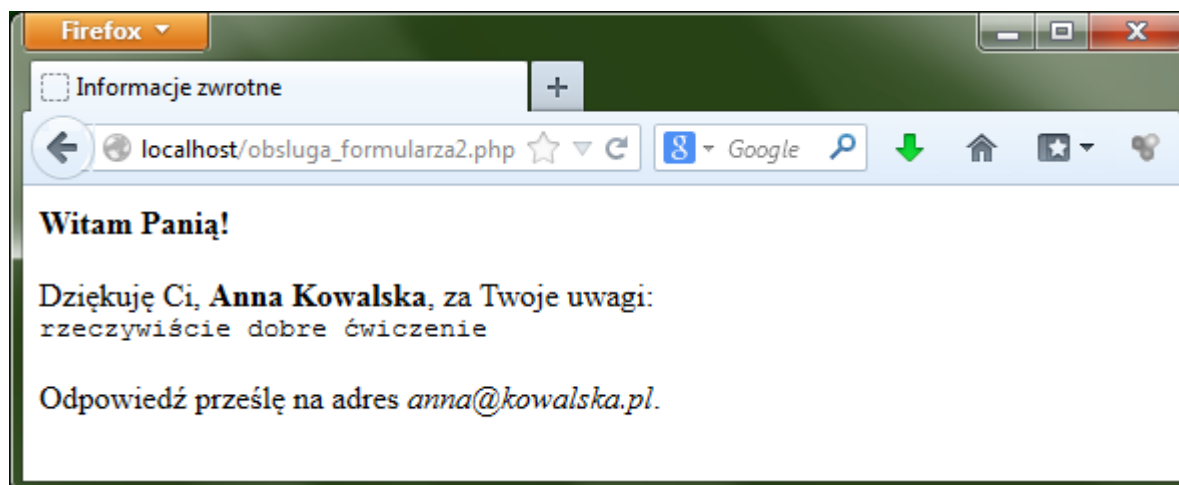 Firefox
Informacje zwrotne
localhost/obsluga_formularza2.php
8 Google
Witam Panią!
Dziękuję Ci, Anna Kowalska, za Twoje uwagi:
rzeczywiście dobre ćwiczenie
Odpowiedź prześlę na adres anna@kowalska.pl.